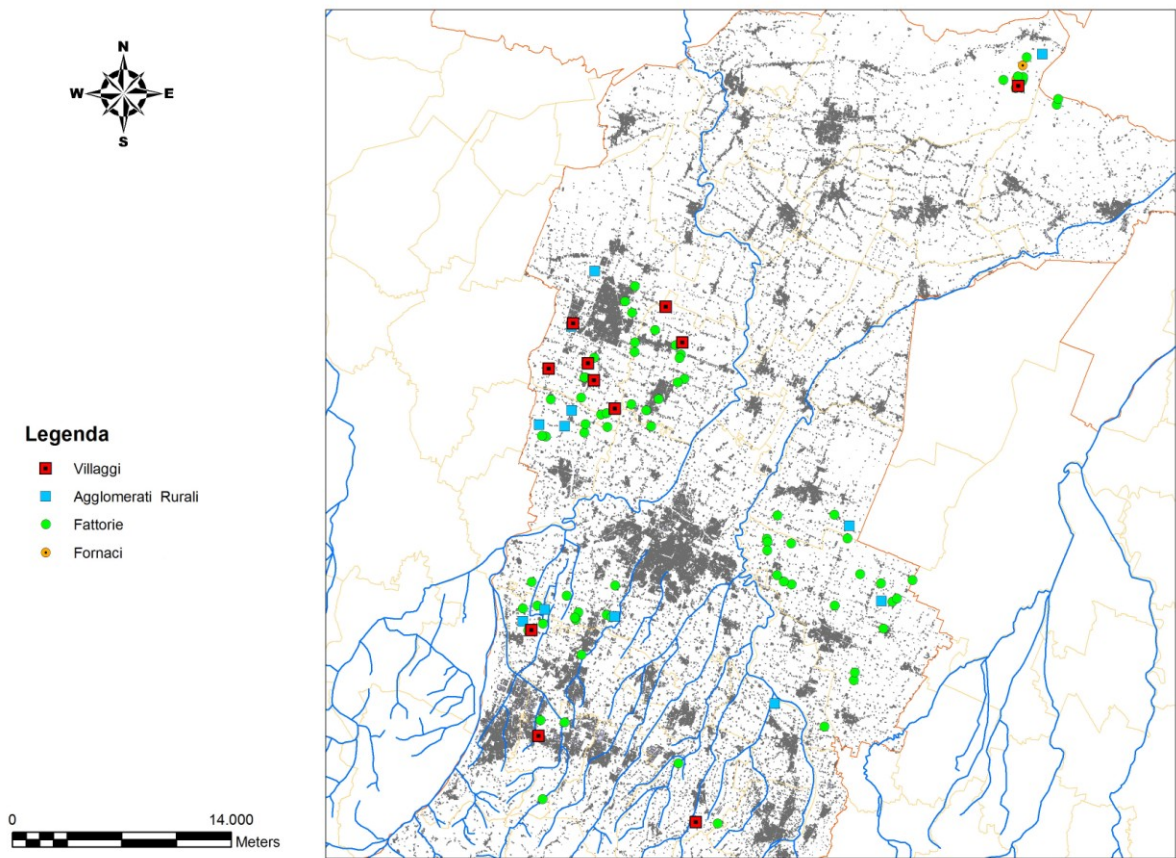 N
W E
S
Legenda
Villaggi
Agglomerati Rurali
Fattorie
Fornaci
0 14.000
Meters